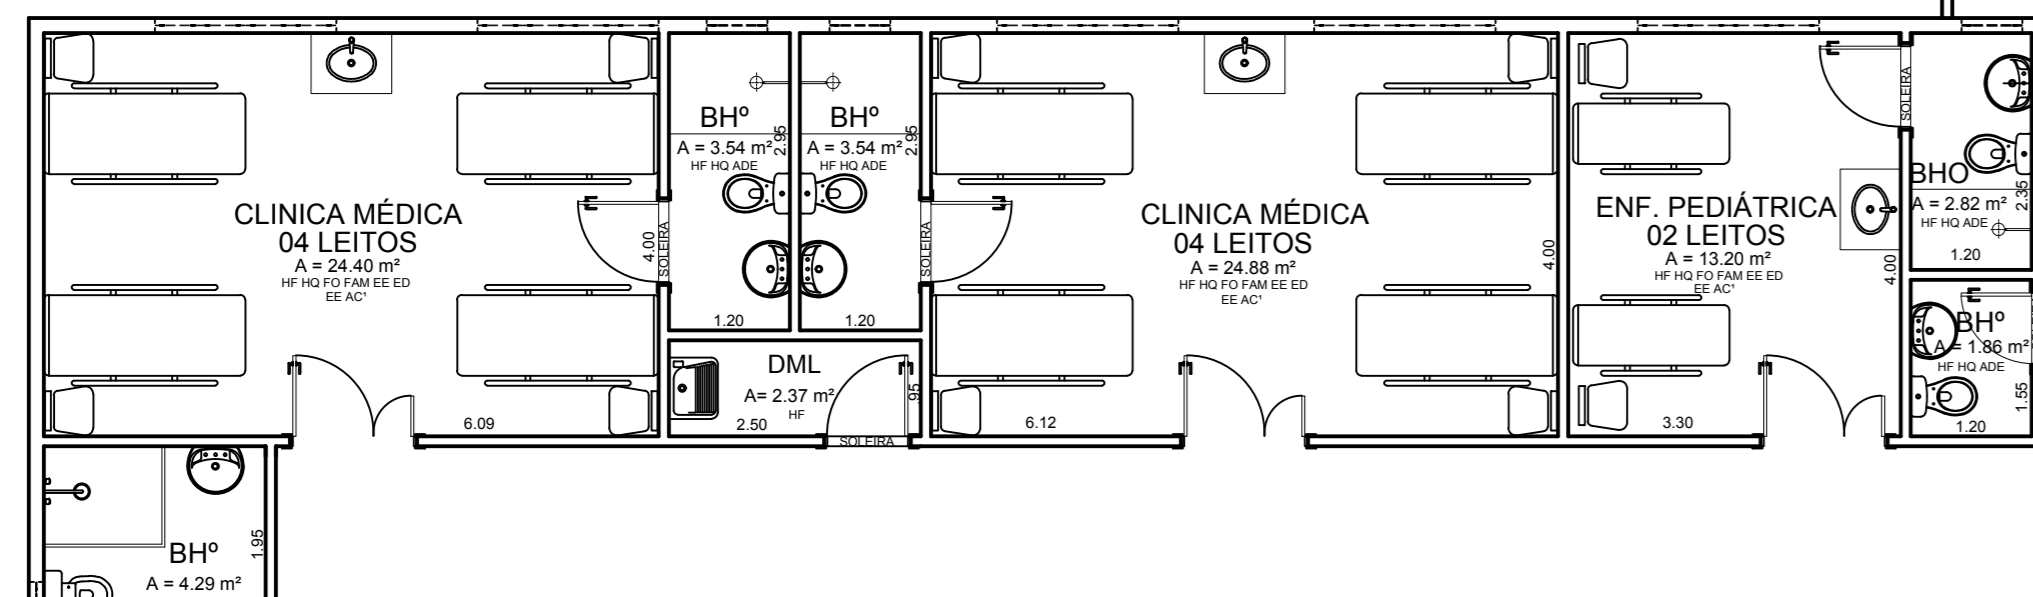 CLINICA MÉDICA
04 LEITOS
A = 24.40 m²
HF HQ FO FAM EE ED
EE AC¹
4.00
SOLEIRA
6.09
BHº
A = 3.54 m²
HF HQ ADE
2.95
1.20
BHº
A = 3.54 m²
HF HQ ADE
2.95
1.20
SOLEIRA
DML
A= 2.37 m²
HF
2.50
.95
SOLEIRA
CLINICA MÉDICA
04 LEITOS
A = 24.88 m²
HF HQ FO FAM EE ED
EE AC¹
4.00
6.12
ENF. PEDIÁTRICA
02 LEITOS
A = 13.20 m²
HF HQ FO FAM EE ED
EE AC¹
4.00
3.30
SOLEIRA
BHO
A = 2.82 m²
HF HQ ADE
2.35
1.20
BHº
A = 1.86 m²
HF HQ ADE
1.55
1.20
BHº
A = 4.29 m²
1.95